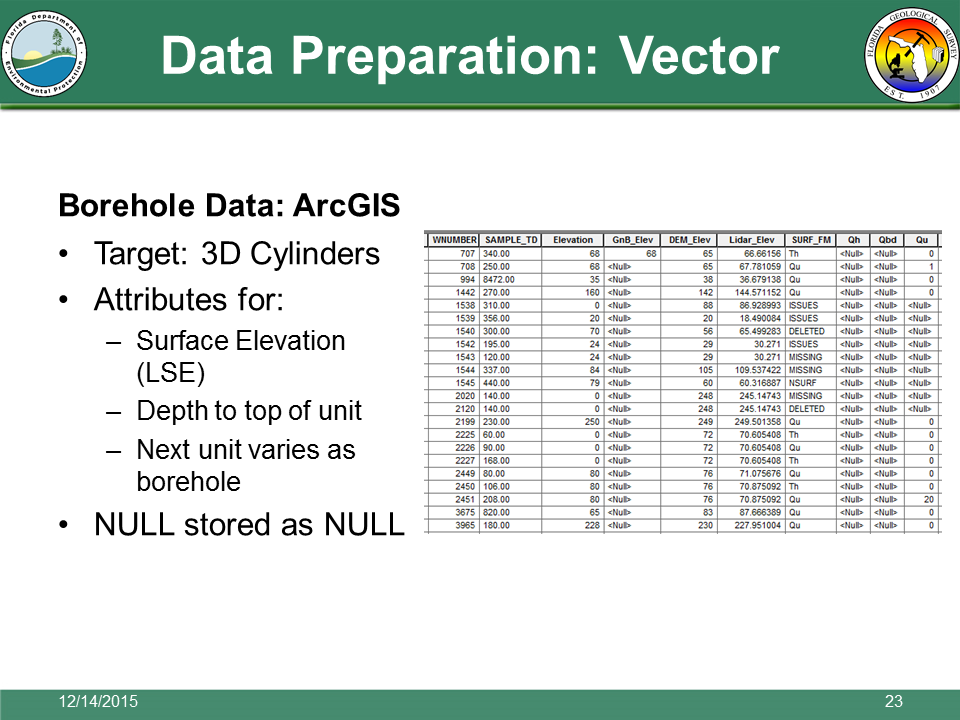 Florida Department of Environmental Protection
Data Preparation: Vector
FLORIDA GEOLOGICAL SURVEY
EST. 1907
Borehole Data: ArcGIS
• Target: 3D Cylinders
• Attributes for:
– Surface Elevation
(LSE)
– Depth to top of unit
– Next unit varies as
borehole
• NULL stored as NULL
WNUMBER SAMPLE_TD Elevation GnB_Elev DEM_Elev Lidar_Elev SURF_FM Qh Qbd Qu
707 340.00 68 68 65 66.66156 Th <Null> <Null> 0
708 250.00 68 <Null> 65 67.781059 Qu <Null> <Null> 1
994 8472.00 35 <Null> 38 36.679138 Qu <Null> <Null> 0
1442 270.00 160 <Null> 142 144.571152 Qu <Null> <Null> 0
1538 310.00 0 <Null> 88 86.928993 ISSUES <Null> <Null> <Null>
1539 356.00 20 <Null> 20 18.490084 ISSUES <Null> <Null> <Null>
1540 300.00 70 <Null> 56 65.499283 DELETED <Null> <Null> <Null>
1542 195.00 24 <Null> 29 30.271 ISSUES <Null> <Null> <Null>
1543 120.00 24 <Null> 29 30.271 MISSING <Null> <Null> <Null>
1544 337.00 84 <Null> 105 109.537422 MISSING <Null> <Null> <Null>
1545 440.00 79 <Null> 60 60.316887 NSURF <Null> <Null> <Null>
2020 140.00 0 <Null> 248 245.14743 MISSING <Null> <Null> <Null>
2120 140.00 0 <Null> 248 245.14743 DELETED <Null> <Null> <Null>
2199 230.00 250 <Null> 249 249.501358 Qu <Null> <Null> 0
2225 60.00 0 <Null> 72 70.605408 Th <Null> <Null> 0
2226 90.00 0 <Null> 72 70.605408 Qu <Null> <Null> 0
2227 168.00 0 <Null> 72 70.605408 Th <Null> <Null> 0
2449 80.00 80 <Null> 76 71.075676 Qu <Null> <Null> 0
2450 106.00 80 <Null> 76 70.875092 Th <Null> <Null> 0
2451 208.00 80 <Null> 76 70.875092 Qu <Null> <Null> 20
3675 820.00 65 <Null> 83 87.666389 Qu <Null> <Null> 0
3965 180.00 228 <Null> 230 227.951004 Qu <Null> <Null> 0
12/14/2015
23